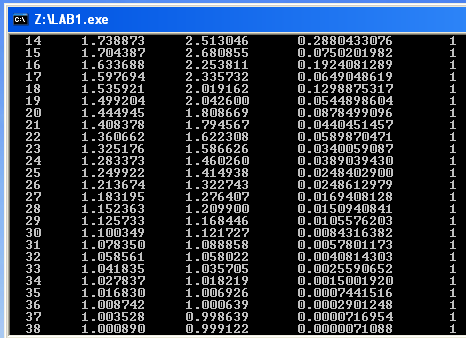 Z:\LAB1.exe
14 1.738873 2.513046 0.2880433076 1
15 1.704387 2.680855 0.0750201982 1
16 1.633688 2.253811 0.1924081289 1
17 1.597694 2.335732 0.0649048619 1
18 1.535921 2.019162 0.1298875317 1
19 1.499204 2.042600 0.0544898604 1
20 1.444945 1.808669 0.0878499096 1
21 1.408378 1.794567 0.0440451457 1
22 1.360662 1.622308 0.0589870471 1
23 1.325176 1.586626 0.0340059087 1
24 1.283373 1.460260 0.0389039430 1
25 1.249922 1.414938 0.0248402900 1
26 1.213674 1.322743 0.0248612979 1
27 1.183195 1.276407 0.0169408128 1
28 1.152363 1.209900 0.0150940841 1
29 1.125733 1.168446 0.0105576203 1
30 1.100349 1.121727 0.0084316382 1
31 1.078350 1.088858 0.0057801173 1
32 1.058561 1.058022 0.0040814303 1
33 1.041835 1.035705 0.0025590652 1
34 1.027837 1.018219 0.0015001920 1
35 1.016830 1.006926 0.0007441516 1
36 1.008742 1.000639 0.0002901248 1
37 1.003528 0.998639 0.0000716954 1
38 1.000890 0.999122 0.0000071088 1